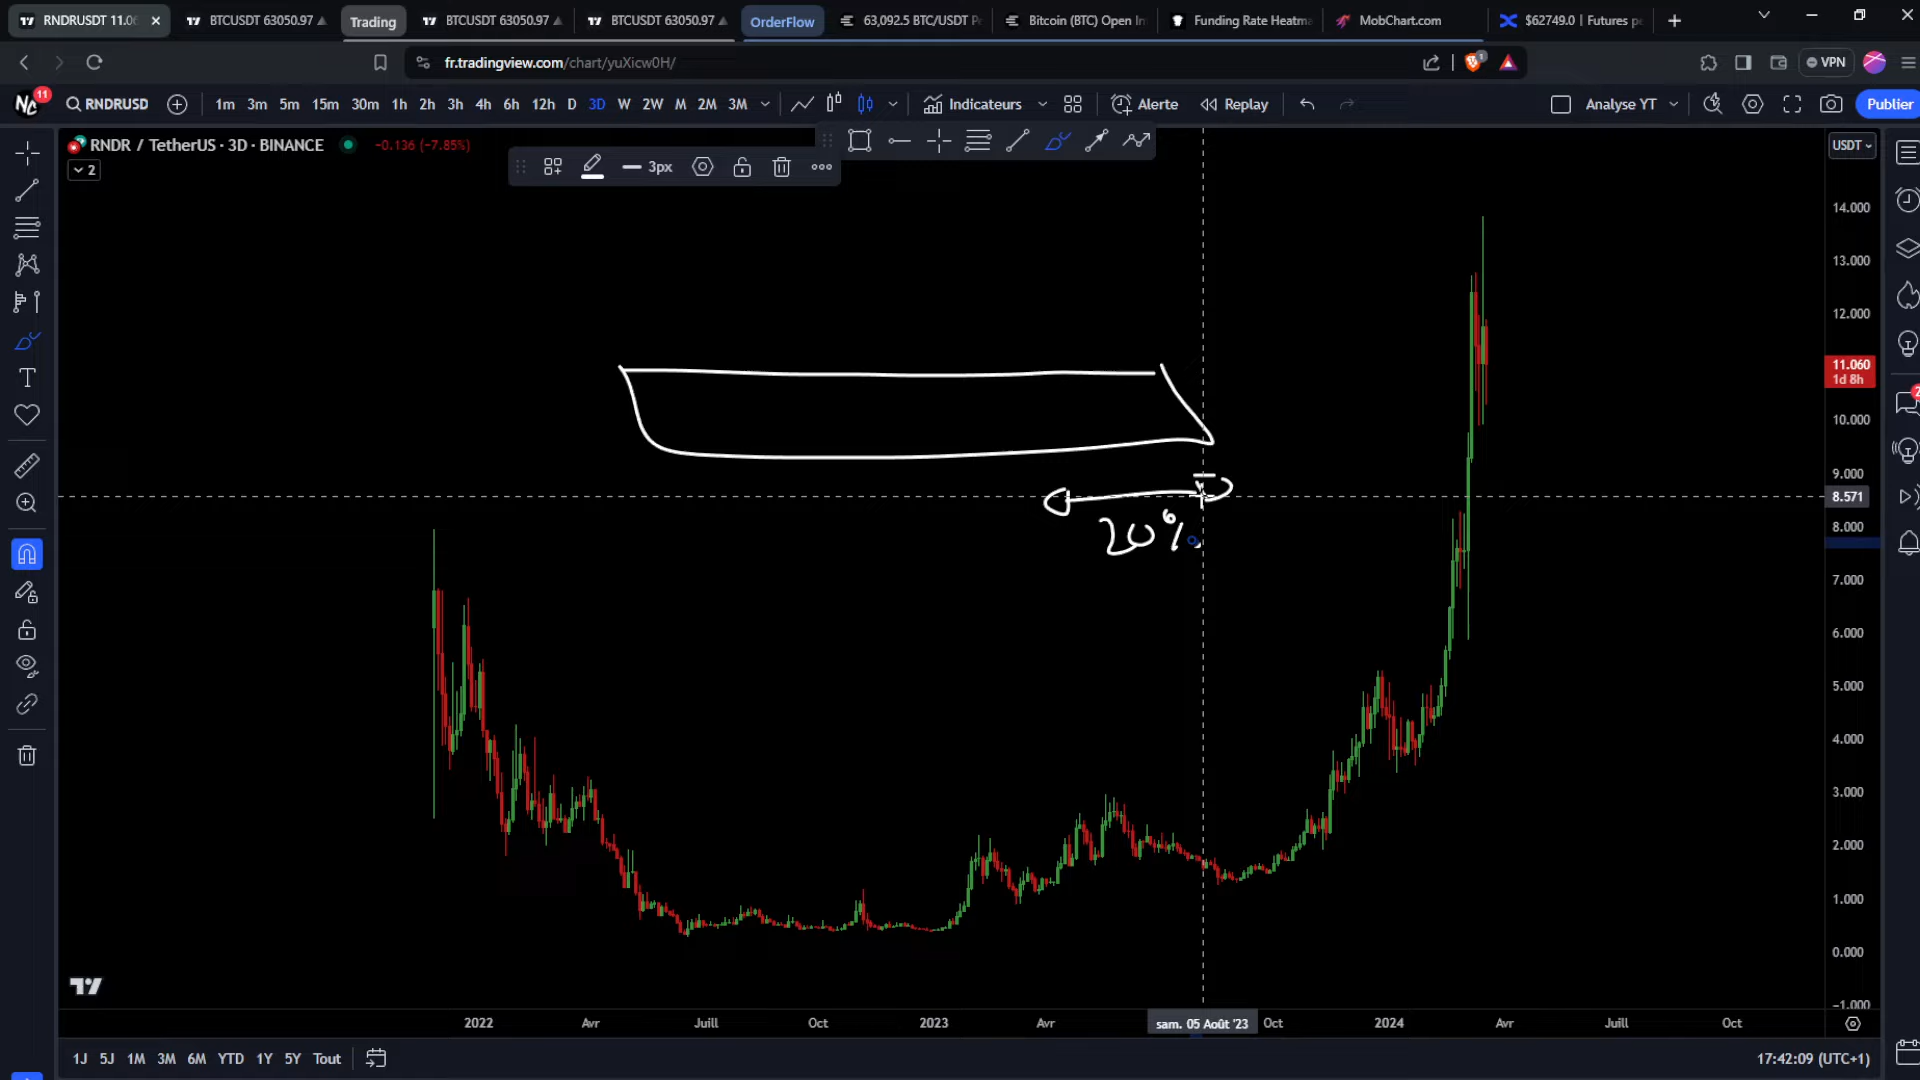 RNDRUSDT 11.0
BTCUSDT 63050.97
Trading
BTCUSDT 63050.97
BTCUSDT 63050.97
OrderFlow
63,092.5 BTC/USDT P
Bitcoin (BTC) Open In
Funding Rate Heatm
MobChart.com
$62749.0 | Futures p
fr.tradingview.com/chart/yuXicw0H/
1
VPN
11
RNDRUSD
1m 3m 5m 15m 30m 1h 2h 3h 4h 6h 12h D 3D W 2W M 2M 3M
Indicateurs
Alerte
Replay
Analyse YT
Publier
RNDR / TetherUS · 3D · BINANCE
-0.136 (-7.85%)
USDT
3px
2
14.000
13.000
12.000
11.060
1d 8h
10.000
9.000
8.571
8.000
7.000
6.000
5.000
4.000
3.000
2.000
1.000
0.000
-1.000
20%
2022 Avr Juill Oct 2023 Avr sam. 05 Août '23 Oct 2024 Avr Juill Oct
1J 5J 1M 3M 6M YTD 1Y 5Y Tout
17:42:09 (UTC+1)